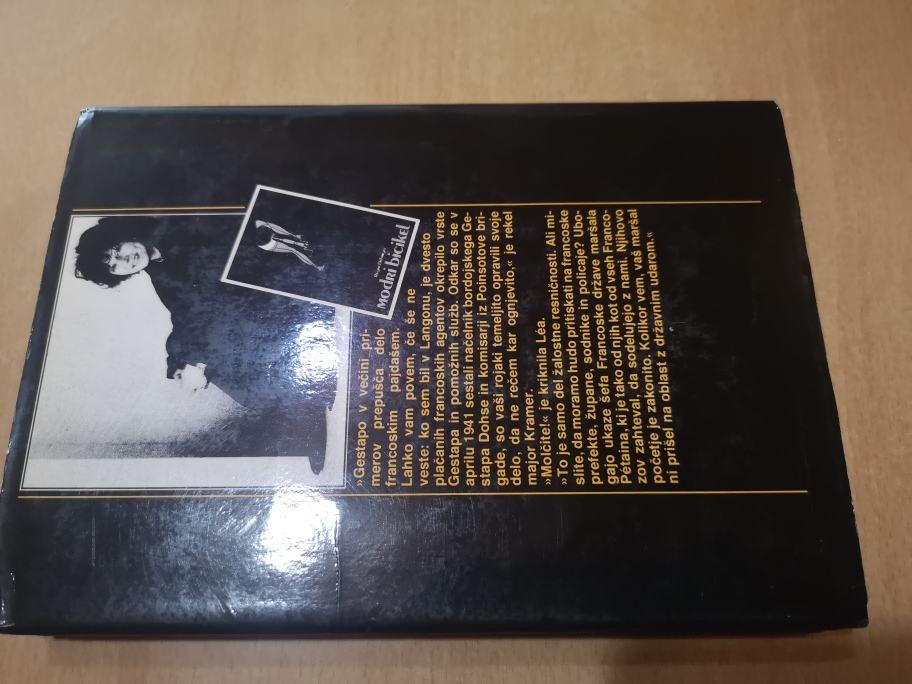 modri bicikel
»Gestapo v večini pri-
merov prepušča delo
francoskim pajdašem.
Lahko vam povem, če še ne
veste: ko sem bil v Langonu, je dvesto
plačanih francoskih agentov okrepilo vrste
Gestapa in pomožnih služb. Odkar so se v
aprilu 1941 sestali načelnik bordojskega Ge-
stapa Dohse in komisarji iz Poinsotove bri-
gade, so vaši rojaki temeljito opravili svoje
delo, da ne rečem kar ognjevito,« je rekel
major Kramer.
»Molčite!« je kriknila Léa.
»To je samo del žalostne resničnosti. Ali mi-
slite, da moramo hudo pritiskati na francoske
prefekte, župane, sodnike in policaje? Ubo-
gajo ukaze šefa Francoske države maršala
Pétaina, ki je tako od njih kot od vseh Franco-
zov zahteval, da sodelujejo z nami. Njihovo
početje je zakonito. Kolikor vem, vaš maršal
ni prišel na oblast z državnim udarom.«